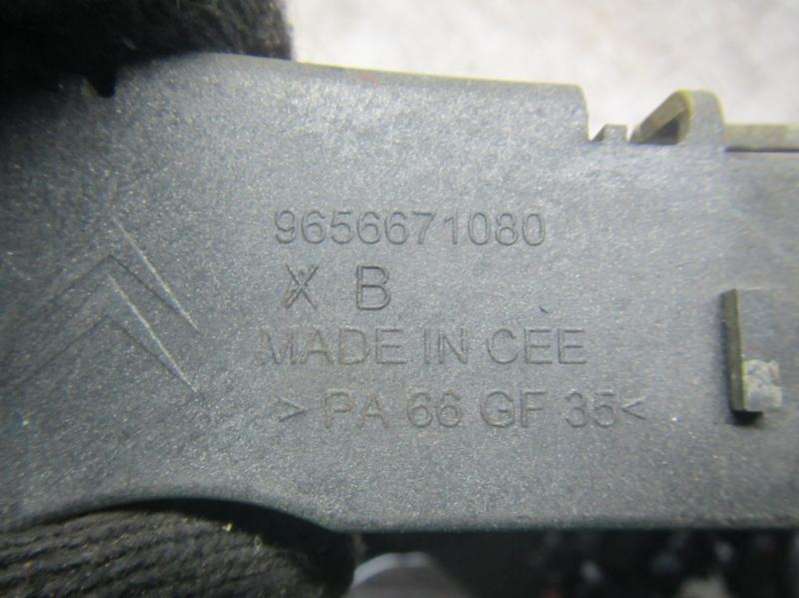 9656671080
X B
MADE IN CEE
>PA 66 GF 35<